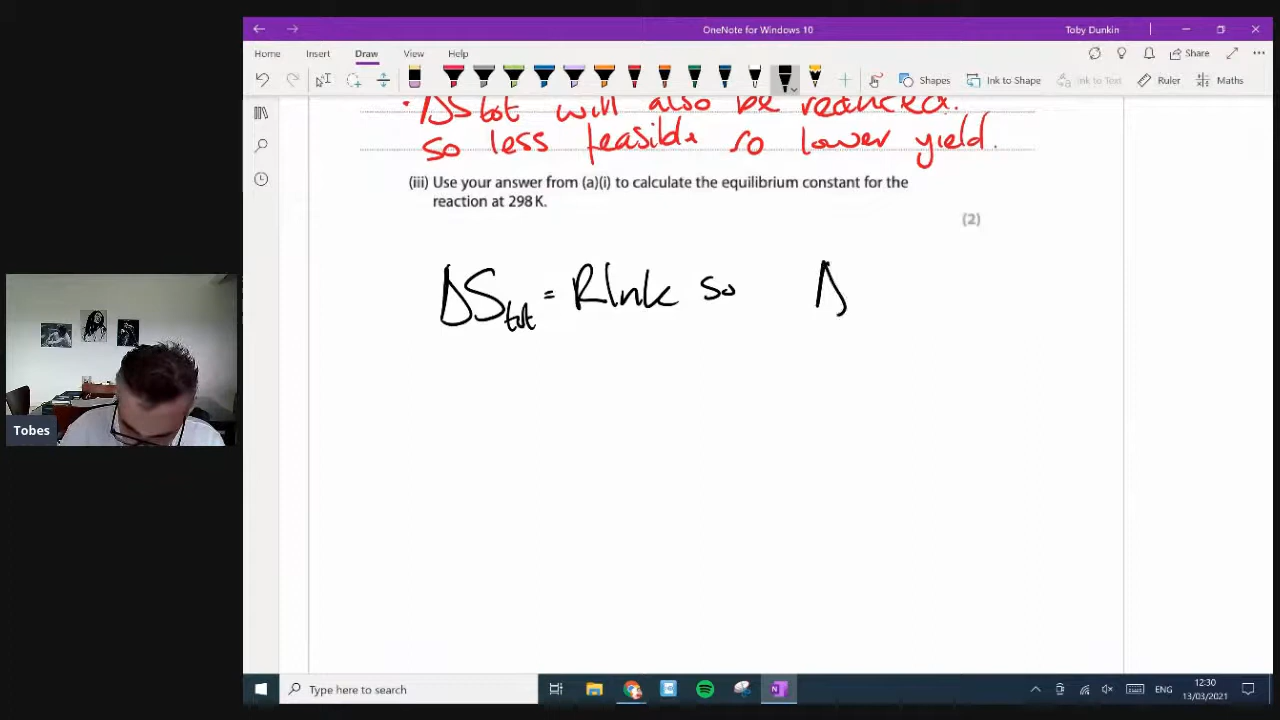 OneNote for Windows 10
Toby Dunkin
Home Insert Draw View Help
Share
Shapes Ink to Shape Ink to Text Ruler Maths
· ΔStot will also be reduced.
so less feasible so lower yield.
(iii) Use your answer from (a)(i) to calculate the equilibrium constant for the
reaction at 298 K.
(2)
ΔStot = Rlnk so Δ
Tobes
Type here to search
ENG
12:30
13/03/2021